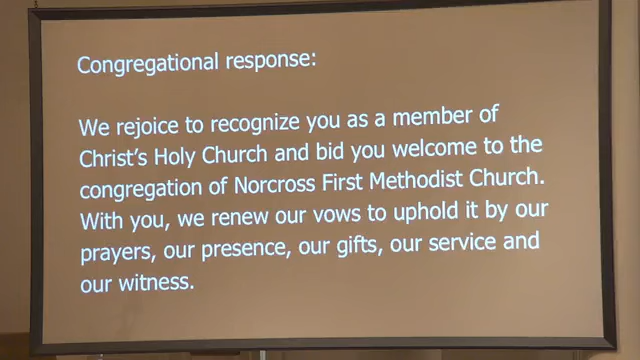 Congregational response:
We rejoice to recognize you as a member of
Christ's Holy Church and bid you welcome to the
congregation of Norcross First Methodist Church.
With you, we renew our vows to uphold it by our
prayers, our presence, our gifts, our service and
our witness.